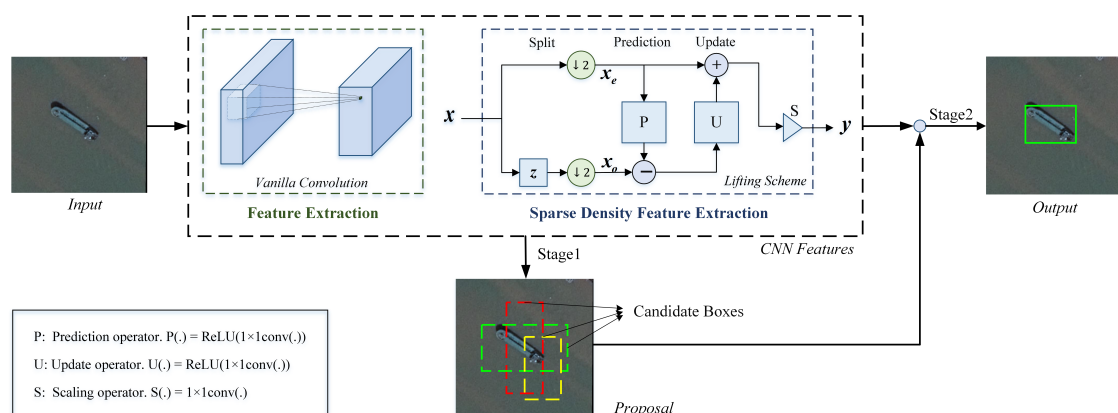 Split Prediction Update
↓2 x_e + S
x P U y
z ↓2 x_o −
Vanilla Convolution
Lifting Scheme
Feature Extraction
Sparse Density Feature Extraction
CNN Features
Input
Stage2
Output
Stage1
Candidate Boxes
Proposal
P: Prediction operator. P(.) = ReLU(1×1conv(.))
U: Update operator. U(.) = ReLU(1×1conv(.))
S: Scaling operator. S(.) = 1×1conv(.)